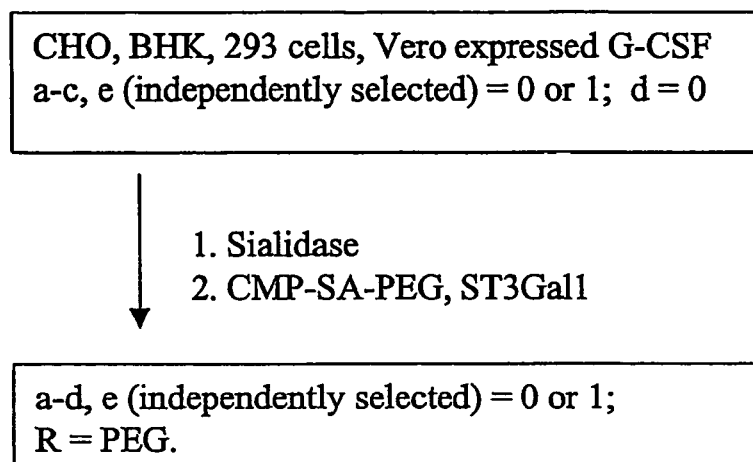 CHO, BHK, 293 cells, Vero expressed G-CSF
a-c, e (independently selected) = 0 or 1; d = 0
1. Sialidase
2. CMP-SA-PEG, ST3Gal1
a-d, e (independently selected) = 0 or 1;
R = PEG.